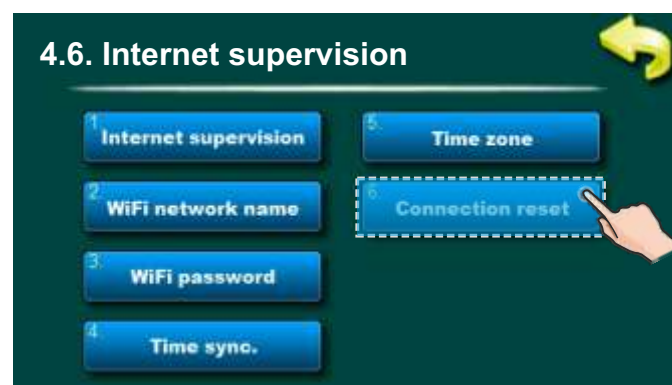 4.6. Internet supervision
1. Internet supervision
2. WiFi network name
3. WiFi password
4. Time sync.
5. Time zone
6. Connection reset